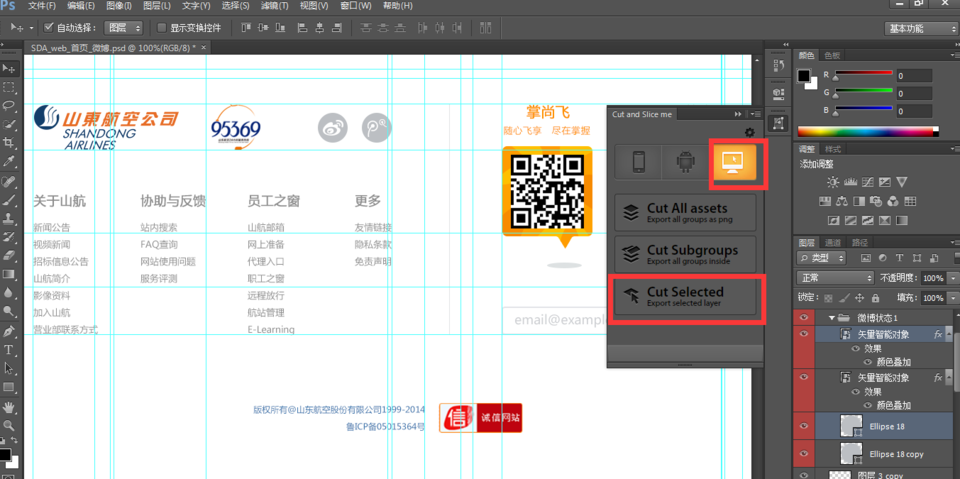 Ps 文件(F) 编辑(E) 图像(I) 图层(L) 文字(Y) 选择(S) 滤镜(T) 视图(V) 窗口(W) 帮助(H)
自动选择: 图层 显示变换控件 基本功能
SDA_web_首页_微博.psd @ 100%(RGB/8) * ×
山東航空公司
SHANDONG
AIRLINES
95369
掌尚飞
随心飞享 尽在掌握
关于山航
新闻公告
视频新闻
招标信息公告
山航简介
影像资料
加入山航
营业部联系方式
协助与反馈
站内搜索
FAQ查询
网站使用问题
服务评测
员工之窗
山航邮箱
网上准备
代理入口
职工之窗
远程放行
航站管理
E-Learning
更多
友情链接
隐私条款
免责声明
email@example
版权所有@山东航空股份有限公司1999-2014
鲁ICP备05015364号
信 诚信网站
Cut and Slice me
Cut All assets
Export all groups as png
Cut Subgroups
Export all groups inside
Cut Selected
Export selected layer
颜色 色板
R 0
G 0
B 0
调整 样式
添加调整
图层 通道 路径
类型
正常 不透明度: 100%
锁定: 填充: 100%
微博状态1
矢量智能对象 fx
效果
颜色叠加
矢量智能对象 fx
效果
颜色叠加
Ellipse 18
Ellipse 18 copy
图层 3 copy